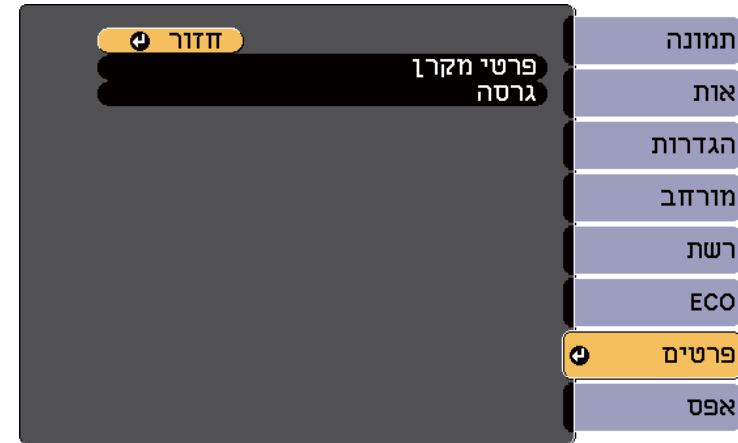 חזור
פרטי מקרן
גרסה
תמונה
אות
הגדרות
מורחב
רשת
ECO
פרטים
אפס